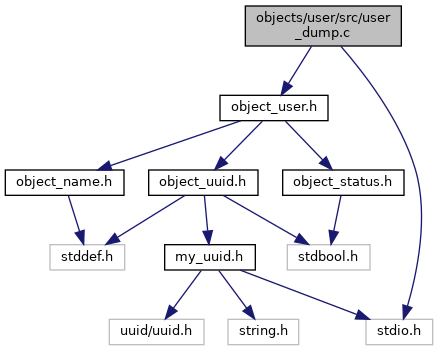 objects/user/src/user
_dump.c
object_user.h
object_name.h
object_uuid.h
object_status.h
stddef.h
my_uuid.h
stdbool.h
uuid/uuid.h
string.h
stdio.h